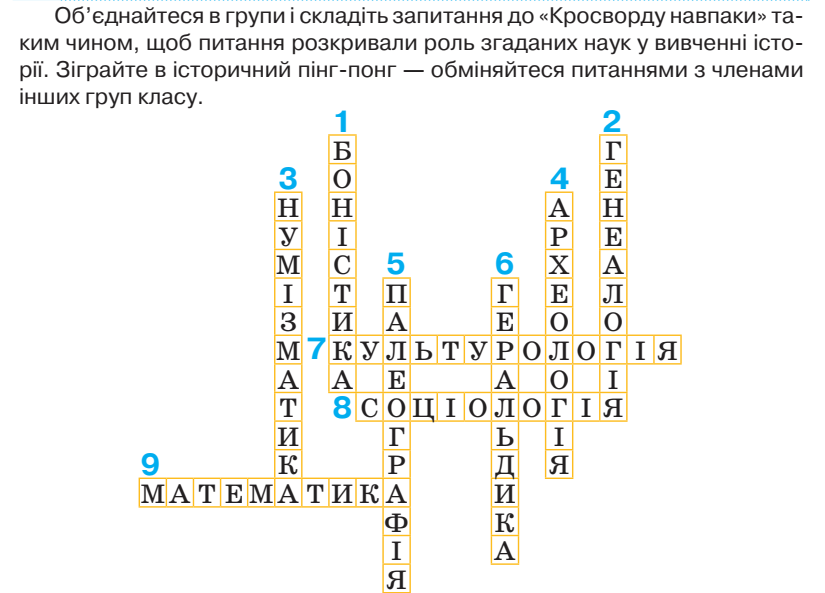 Об’єднайтеся в групи і складіть запитання до «Кросворду навпаки» та-
ким чином, щоб питання розкривали роль згаданих наук у вивченні істо-
рії. Зіграйте в історичний пінг-понг — обміняйтеся питаннями з членами
інших груп класу.
1 БОНІСТИКА
2 ГЕНЕАЛОГІЯ
3 НУМІЗМАТИКА
4 АРХЕОЛОГІЯ
5 ПАЛЕОГРАФІЯ
6 ГЕРАЛЬДИКА
7 КУЛЬТУРОЛОГІЯ
8 СОЦІОЛОГІЯ
9 МАТЕМАТИКА